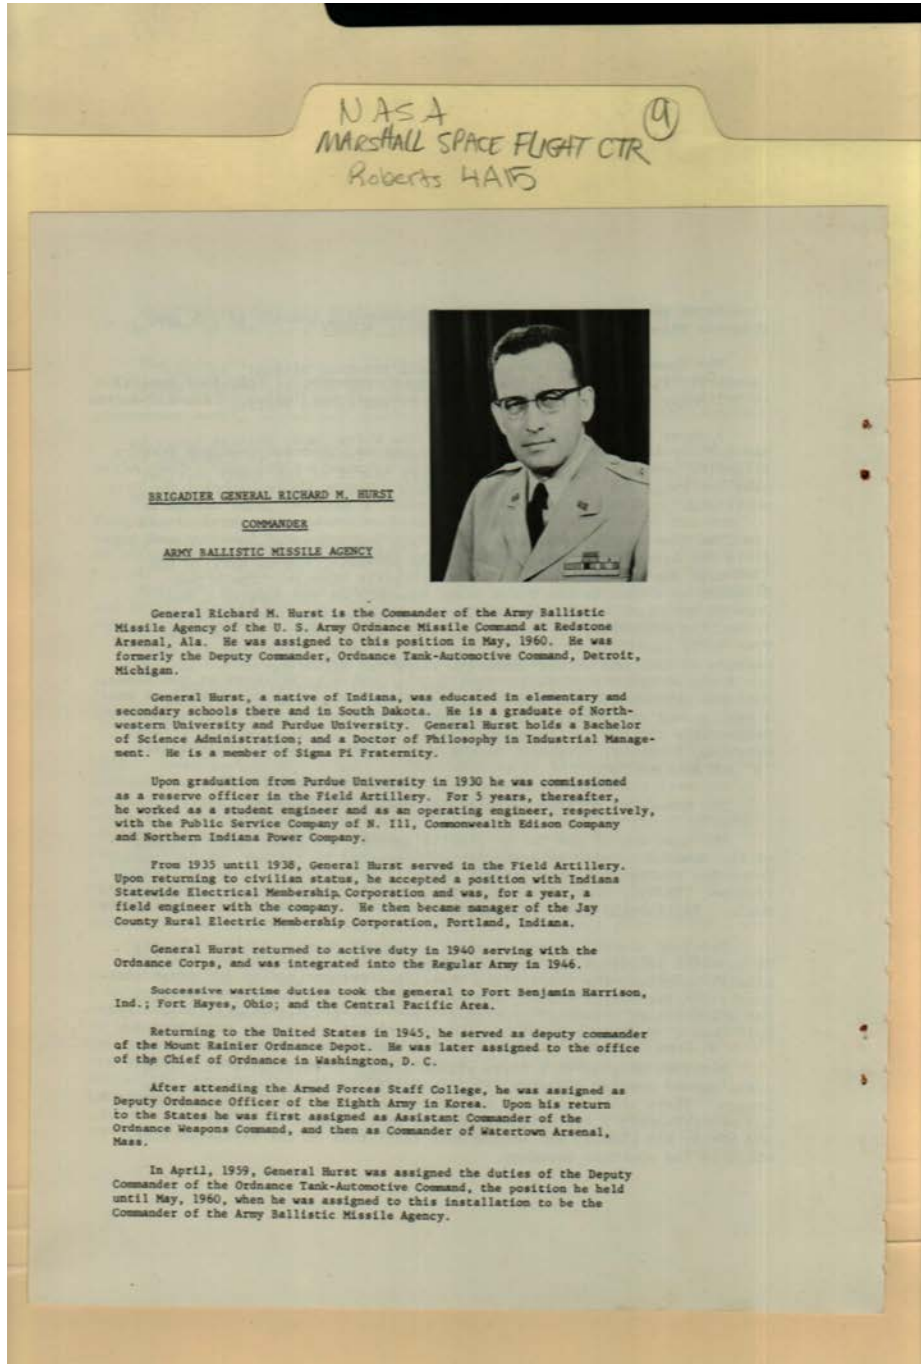 NASA
9
MARSHALL SPACE FLIGHT CTR
Roberts 4A15
BRIGADIER GENERAL RICHARD M. HURST
COMMANDER
ARMY BALLISTIC MISSILE AGENCY
General Richard M. Hurst is the Commander of the Army Ballistic
Missile Agency of the U. S. Army Ordnance Missile Command at Redstone
Arsenal, Ala. He was assigned to this position in May, 1960. He was
formerly the Deputy Commander, Ordnance Tank-Automotive Command, Detroit,
Michigan.
General Hurst, a native of Indiana, was educated in elementary and
secondary schools there and in South Dakota. He is a graduate of North-
western University and Purdue University. General Hurst holds a Bachelor
of Science Administration; and a Doctor of Philosophy in Industrial Manage-
ment. He is a member of Sigma Pi Fraternity.
Upon graduation from Purdue University in 1930 he was commissioned
as a reserve officer in the Field Artillery. For 5 years, thereafter,
he worked as a student engineer and as an operating engineer, respectively,
with the Public Service Company of N. Ill, Commonwealth Edison Company
and Northern Indiana Power Company.
From 1935 until 1938, General Hurst served in the Field Artillery.
Upon returning to civilian status, he accepted a position with Indiana
Statewide Electrical Membership Corporation and was, for a year, a
field engineer with the company. He then became manager of the Jay
County Rural Electric Membership Corporation, Portland, Indiana.
General Hurst returned to active duty in 1940 serving with the
Ordnance Corps, and was integrated into the Regular Army in 1946.
Successive wartime duties took the general to Fort Benjamin Harrison,
Ind.; Fort Hayes, Ohio; and the Central Pacific Area.
Returning to the United States in 1945, he served as deputy commander
of the Mount Rainier Ordnance Depot. He was later assigned to the office
of the Chief of Ordnance in Washington, D. C.
After attending the Armed Forces Staff College, he was assigned as
Deputy Ordnance Officer of the Eighth Army in Korea. Upon his return
to the States he was first assigned as Assistant Commander of the
Ordnance Weapons Command, and then as Commander of Watertown Arsenal,
Mass.
In April, 1959, General Hurst was assigned the duties of the Deputy
Commander of the Ordnance Tank-Automotive Command, the position he held
until May, 1960, when he was assigned to this installation to be the
Commander of the Army Ballistic Missile Agency.